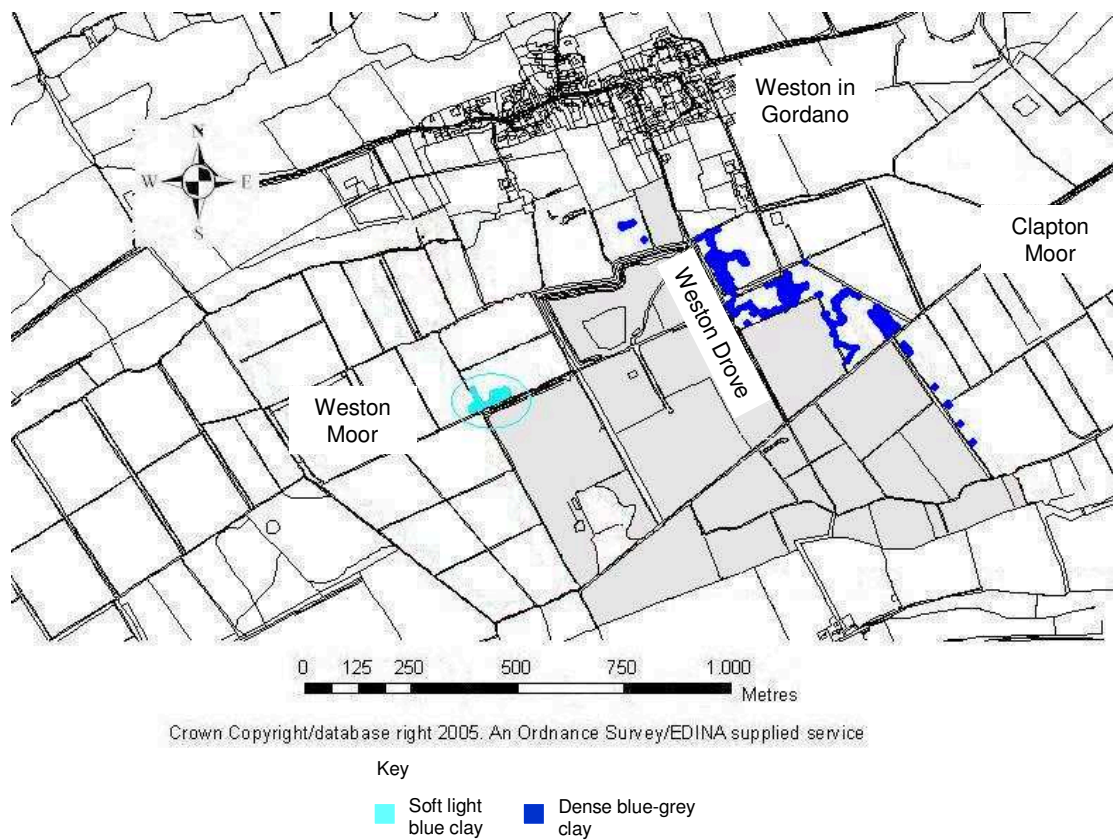 Weston in
Gordano
N
W E
S
Clapton
Moor
Weston Drove
Weston
Moor
0 125 250 500 750 1.000
Metres
Crown Copyright/database right 2005. An Ordnance Survey/EDINA supplied service
Key
Soft light
blue clay
Dense blue-grey
clay